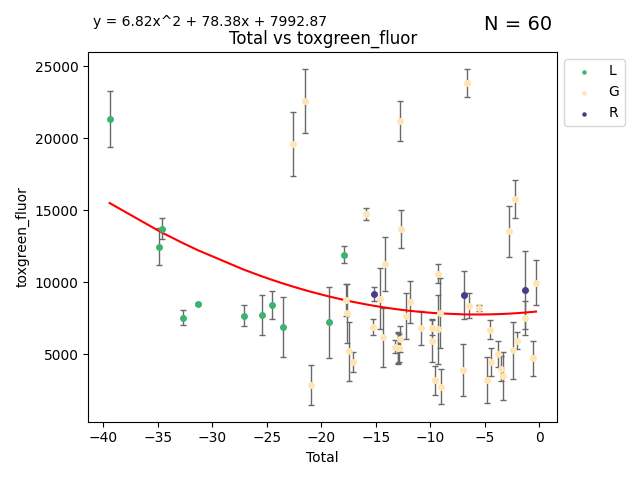 y = 6.82x^2 + 78.38x + 7992.87
N = 60
Total vs toxgreen_fluor
25000
20000
15000
10000
5000
toxgreen_fluor
−40
−35
−30
−25
−20
−15
−10
−5
0
Total
L
G
R